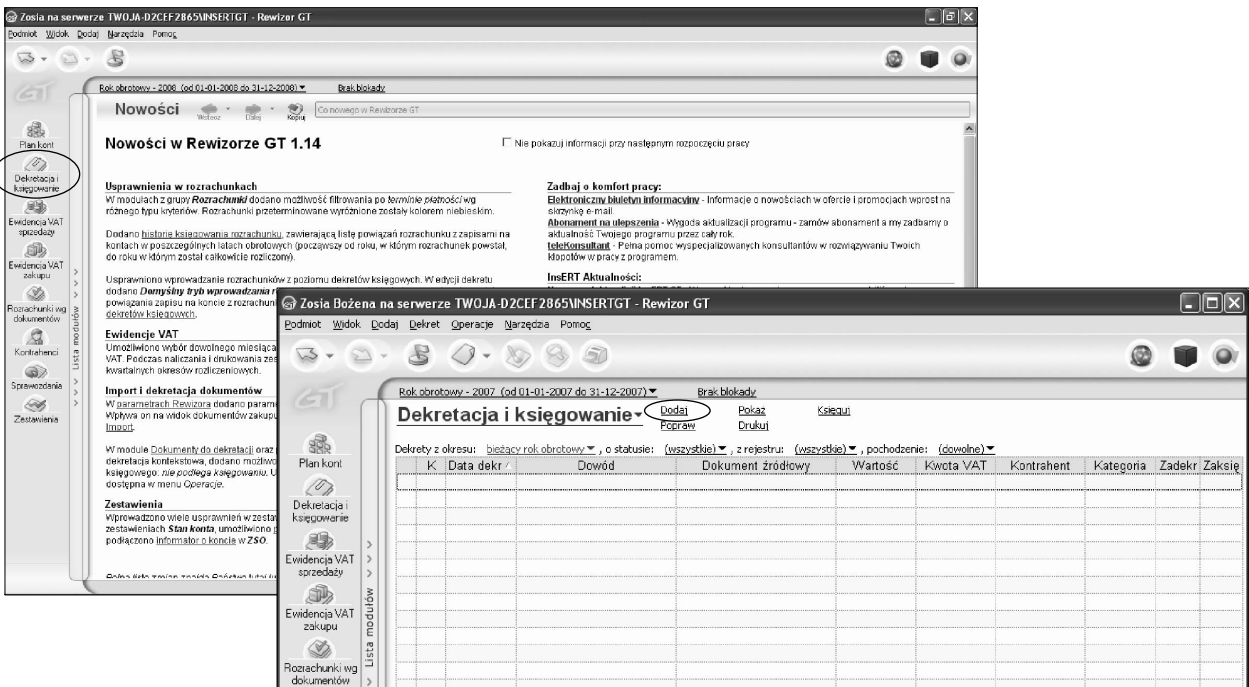 Zosia na serwerze TWOJA-D2CEF2B65\INSERTGT - Rewizor GT
Podmiot Widok Dodaj Narzędzia Pomoc
GT
Rok obrotowy - 2008 (od 01-01-2008 do 31-12-2008) Brak blokady
Nowości Wstecz Dalej Kopiuj Co nowego w Rewizorze GT
Nowości w Rewizorze GT 1.14
Nie pokazuj informacji przy następnym rozpoczęciu pracy
Plan kont
Dekretacja i
księgowanie
Ewidencja VAT
sprzedaży
Ewidencja VAT
zakupu
Rozrachunki wg
dokumentów
Kontrahenci
Sprawozdania
Zestawienia
Lista modułów
Usprawnienia w rozrachunkach
W modułach z grupy Rozrachunki dodano możliwość filtrowania po terminie płatności wg
różnego typu kryteriów. Rozrachunki przeterminowane wyróżnione zostały kolorem niebieskim.
Dodano historię księgowania rozrachunku, zawierającą listę powiązań rozrachunku z zapisami na
kontach w poszczególnych latach obrotowych (począwszy od roku, w którym rozrachunek powstał,
do roku w którym został całkowicie rozliczony).
Usprawniono wprowadzanie rozrachunków z poziomu dekretów księgowych. W edycji dekretu
dodano Domyślny tryb wprowadzania
powiązania zapisu na koncie z
dekretów księgowych.
Ewidencje VAT
Umożliwiono wybór dowolnego miesiąca
VAT. Podczas naliczania i drukowania
kwartalnych okresów rozliczeniowych.
Import i dekretacja dokumentów
W parametrach Rewizora dodano
Wpływa on na widok dokumentów zakupu
Import.
W module Dokumenty do dekretacji oraz
dekretacja kontekstowa, dodano
księgowego: nie podlega księgowaniu.
dostępna w menu Operacje.
Zestawienia
Wprowadzono wiele usprawnień w
zestawieniach Stan konta, umożliwiono
podłączono Informator o koncie w ZSO.
Zadbaj o komfort pracy:
Elektroniczny biuletyn informacyjny - Informacje o nowościach w ofercie i promocjach wprost na
skrzynkę e-mail.
Abonament na ulepszenia - Wygoda aktualizacji programu - zamów abonament a my zadbamy o
aktualność Twojego programu przez cały rok.
teleKonsultant - Pełna pomoc wyspecjalizowanych konsultantów w rozwiązywaniu Twoich
kłopotów w pracy z programem.
InsERT Aktualności:
Zosia Bożena na serwerze TWOJA-D2CEF2B65\INSERTGT - Rewizor GT
Podmiot Widok Dodaj Dekret Operacje Narzędzia Pomoc
GT
Rok obrotowy - 2007 (od 01-01-2007 do 31-12-2007) Brak blokady
Dekretacja i księgowanie Dodaj Pokaż Księguj
Popraw Drukuj
Dekrety z okresu: bieżący rok obrotowy , o statusie: (wszystkie) , z rejestru: (wszystkie) , pochodzenie: (dowolne)
K Data dekr Dowód Dokument źródłowy Wartość Kwota VAT Kontrahent Kategoria Zadekr Zaksię
Plan kont
Dekretacja i
księgowanie
Ewidencja VAT
sprzedaży
Ewidencja VAT
zakupu
Rozrachunki wg
dokumentów
Lista modułów